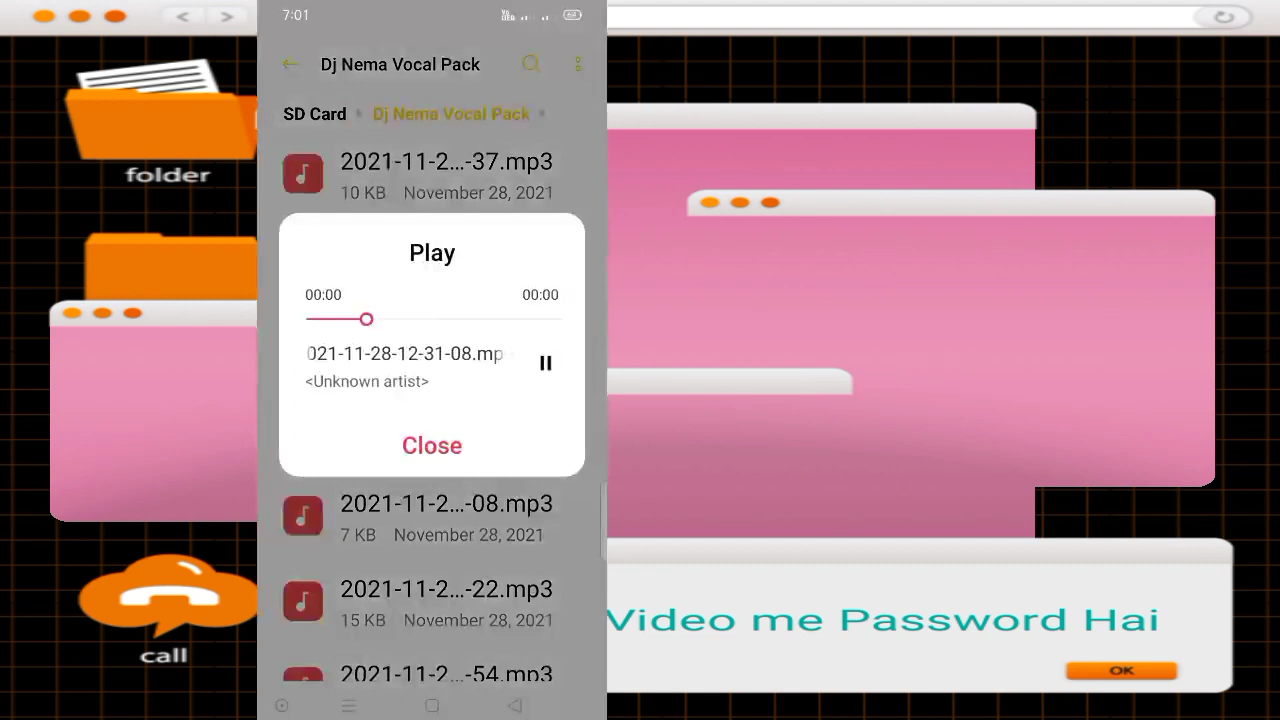 7:01
Dj Nema Vocal Pack
SD Card
Dj Nema Vocal Pack
2021-11-2...-37.mp3
10 KB November 28, 2021
Play
00:00 00:00
021-11-28-12-31-08.mp
<Unknown artist>
Close
2021-11-2...-08.mp3
7 KB November 28, 2021
2021-11-2...-22.mp3
15 KB November 28, 2021
2021-11-2...-54.mp3
folder
call
Video me Password Hai
OK